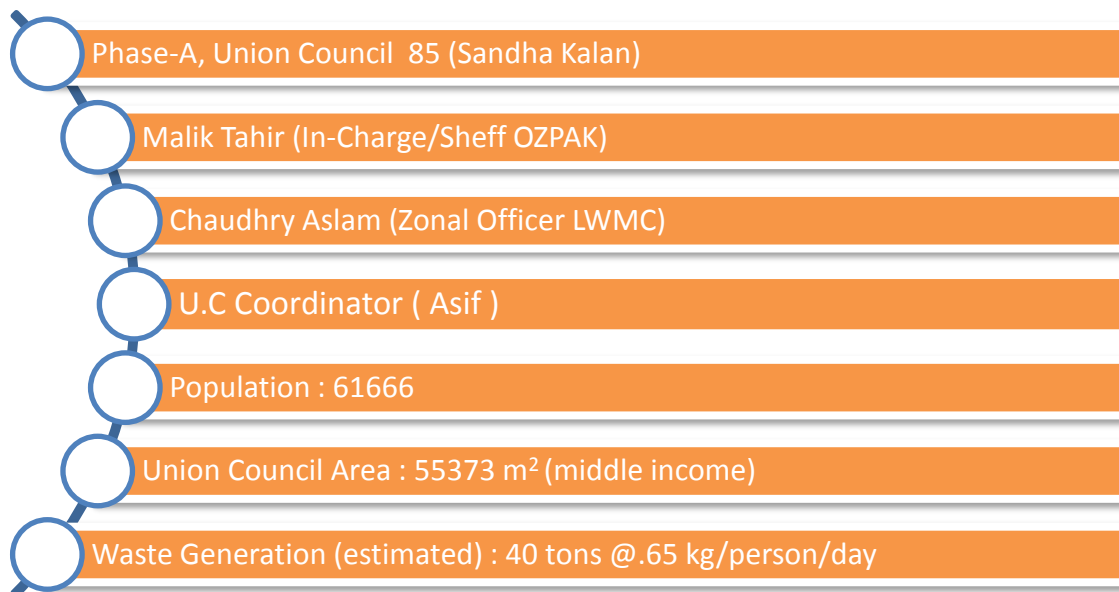 Phase-A, Union Council 85 (Sandha Kalan)
Malik Tahir (In-Charge/Sheff OZPAK)
Chaudhry Aslam (Zonal Officer LWMC)
U.C Coordinator ( Asif )
Population : 61666
Union Council Area : 55373 m² (middle income)
Waste Generation (estimated) : 40 tons @.65 kg/person/day